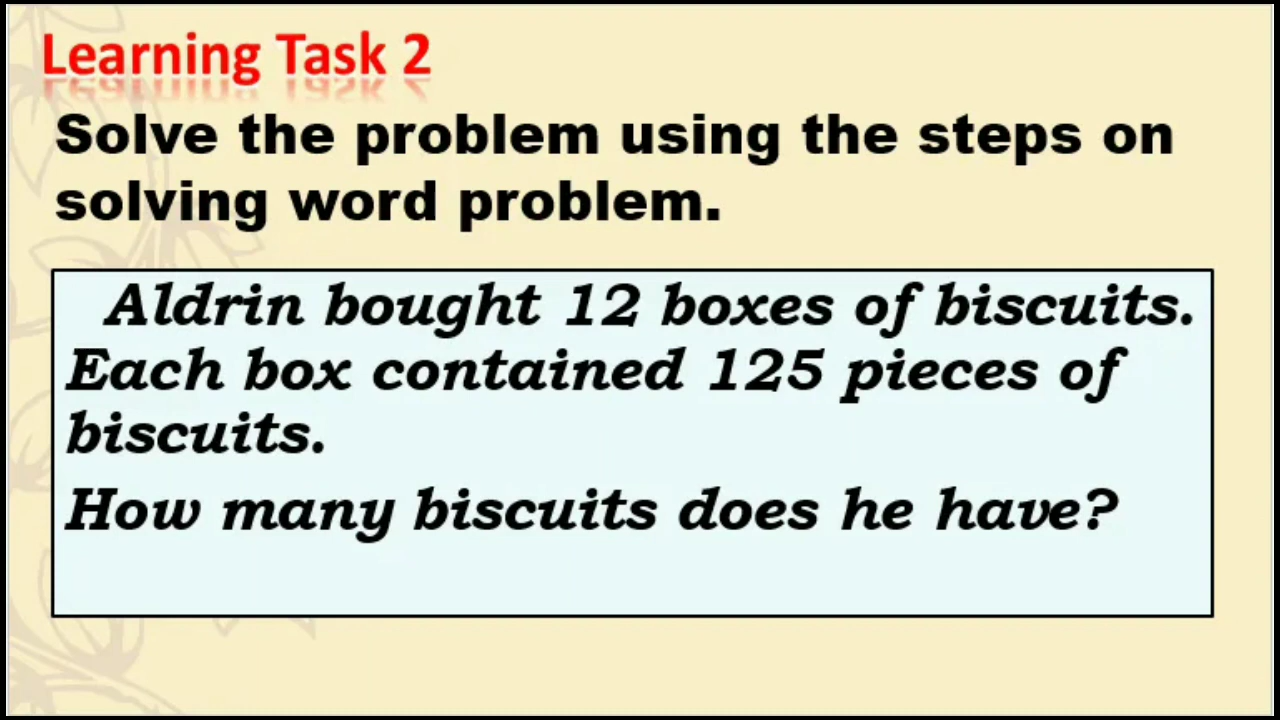 Learning Task 2
Solve the problem using the steps on
solving word problem.
Aldrin bought 12 boxes of biscuits.
Each box contained 125 pieces of
biscuits.
How many biscuits does he have?